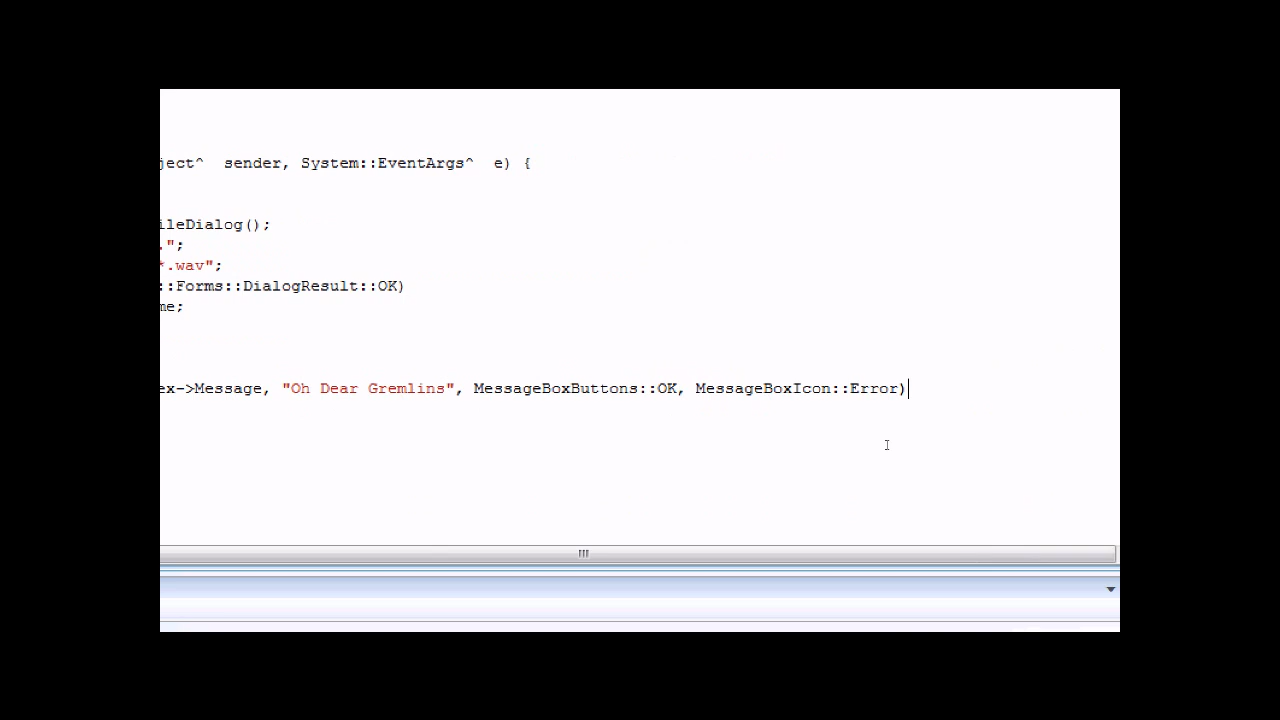 ject^  sender, System::EventArgs^  e) {
ileDialog();
.";
*.wav";
::Forms::DialogResult::OK)
me;
ex->Message, "Oh Dear Gremlins", MessageBoxButtons::OK, MessageBoxIcon::Error)